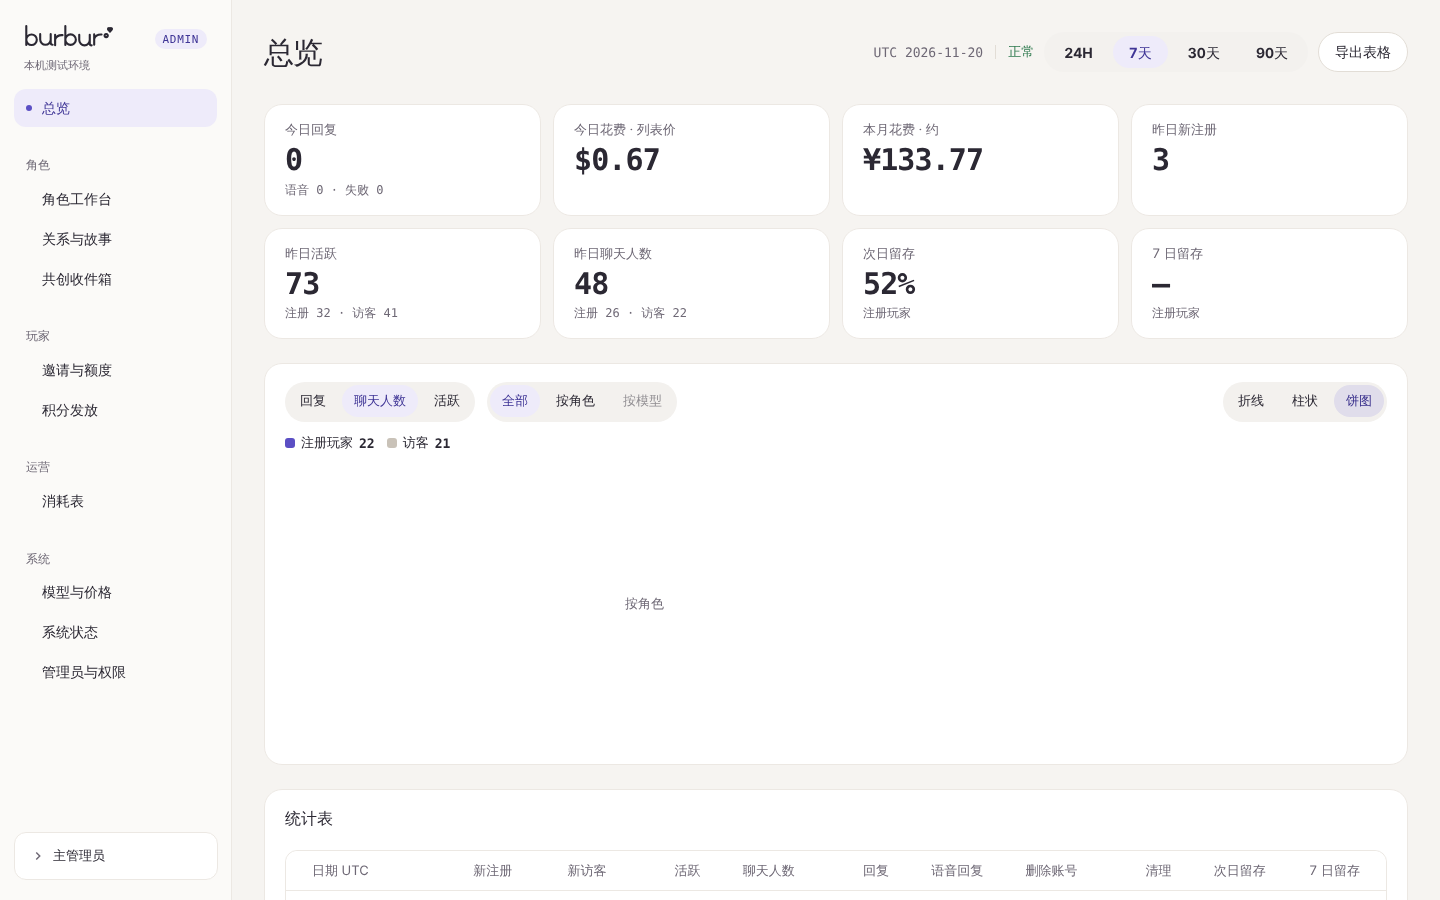 burbur
ADMIN
本机测试环境
总览
角色
角色工作台
关系与故事
共创收件箱
玩家
邀请与额度
积分发放
运营
消耗表
系统
模型与价格
系统状态
管理员与权限
主管理员
总览
UTC 2026-11-20 正常 24H 7天 30天 90天 导出表格
今日回复
0
语音 0 · 失败 0
今日花费 · 列表价
$0.67
本月花费 · 约
¥133.77
昨日新注册
3
昨日活跃
73
注册 32 · 访客 41
昨日聊天人数
48
注册 26 · 访客 22
次日留存
52%
注册玩家
7 日留存
—
注册玩家
回复 聊天人数 活跃 全部 按角色 按模型 折线 柱状 饼图
注册玩家 22 访客 21
按角色
统计表
日期 UTC 新注册 新访客 活跃 聊天人数 回复 语音回复 删除账号 清理 次日留存 7 日留存